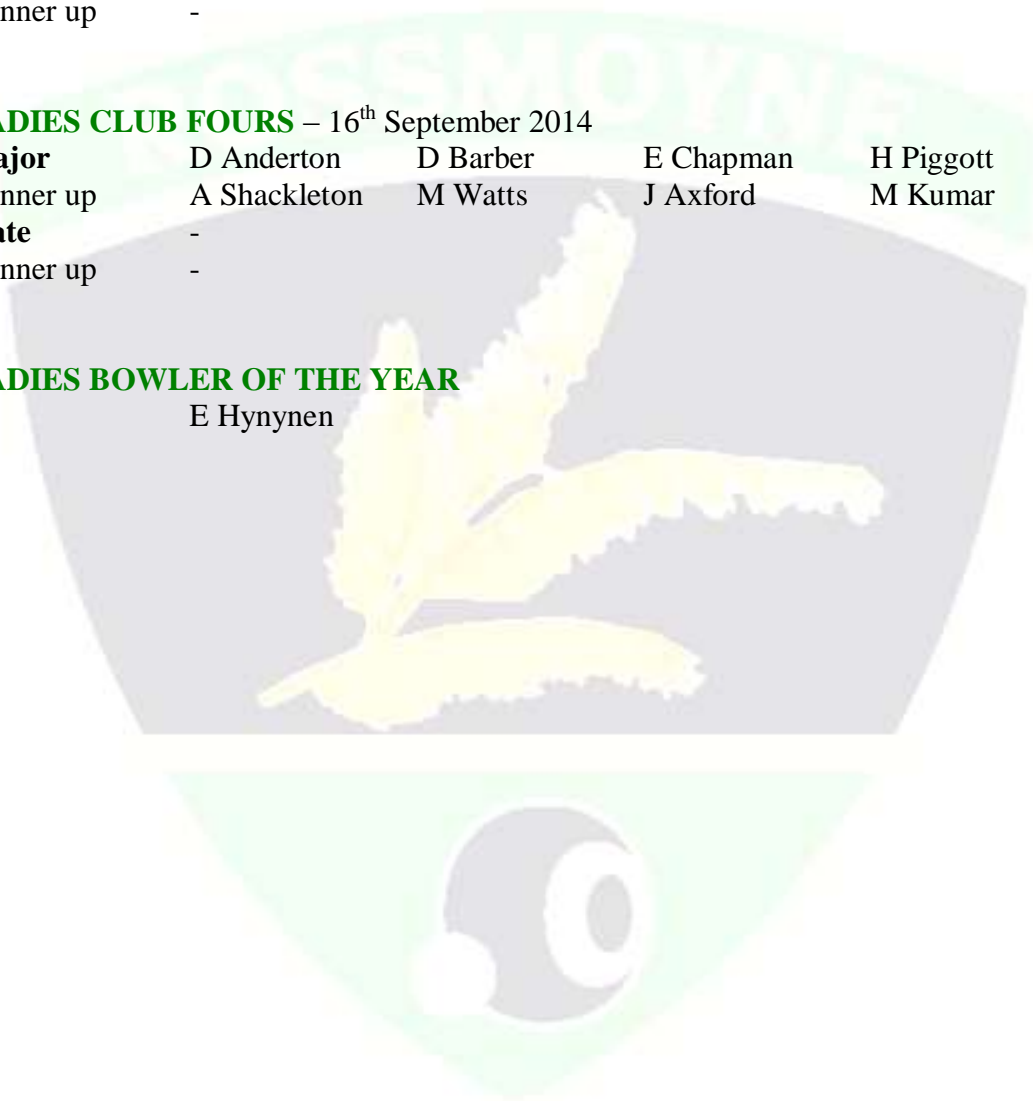 nner up -
ROSSMOYNE
ADIES CLUB FOURS – 16th September 2014
ajor D Anderton D Barber E Chapman H Piggott
nner up A Shackleton M Watts J Axford M Kumar
ate -
nner up -
ADIES BOWLER OF THE YEAR
E Hynynen